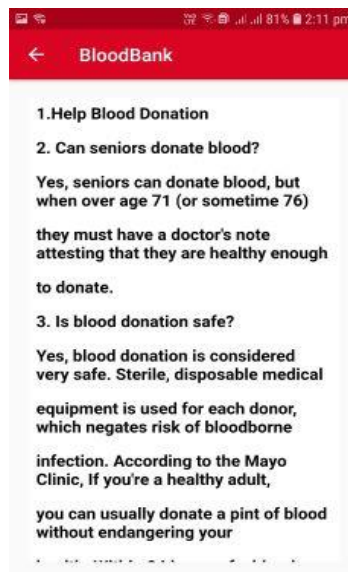 81% 2:11 pm
BloodBank
1.Help Blood Donation
2. Can seniors donate blood?
Yes, seniors can donate blood, but
when over age 71 (or sometime 76)
they must have a doctor's note
attesting that they are healthy enough
to donate.
3. Is blood donation safe?
Yes, blood donation is considered
very safe. Sterile, disposable medical
equipment is used for each donor,
which negates risk of bloodborne
infection. According to the Mayo
Clinic, If you're a healthy adult,
you can usually donate a pint of blood
without endangering your